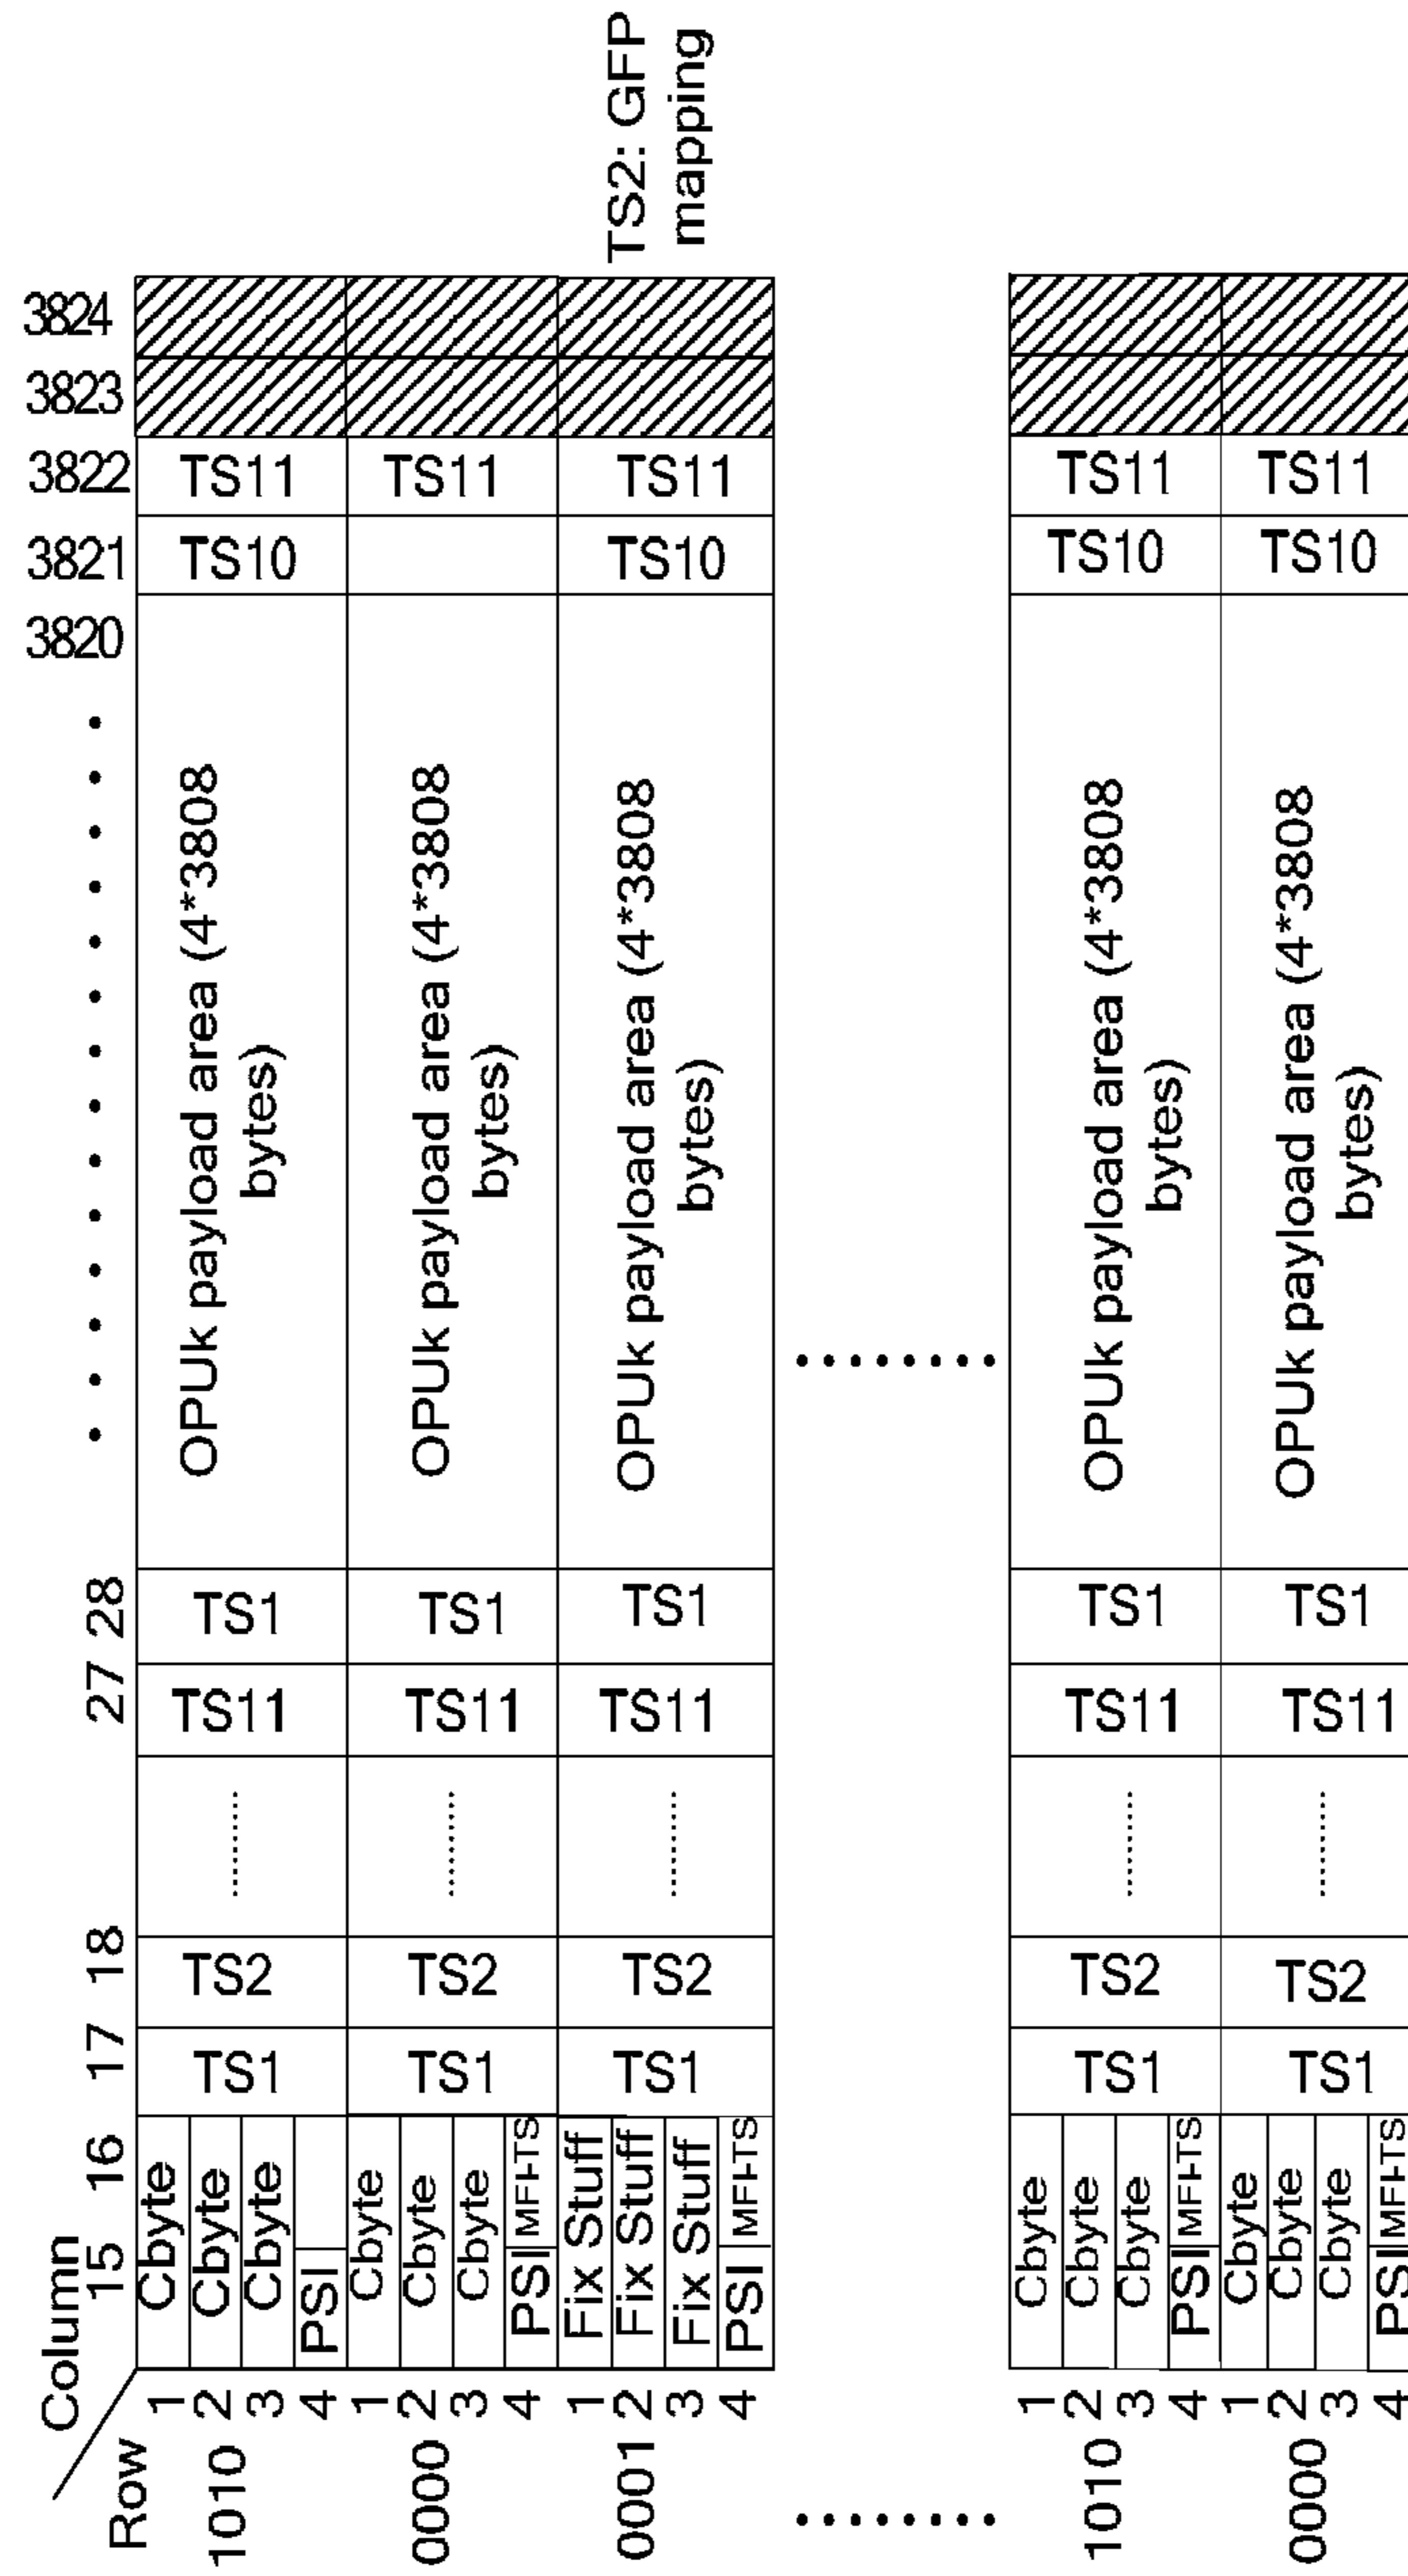 Column
Row
15 16 17 18 27 28 3820 3821 3822 3823 3824
1010
1 Cbyte TS1 TS2 TS11 TS1 OPUk payload area (4*3808 bytes) TS10 TS11
2 Cbyte
3 Cbyte
4 PSI
0000
1 Cbyte TS1 TS2 TS11 TS1 OPUk payload area (4*3808 bytes) TS11
2 Cbyte
3 Cbyte
4 PSI MFI-TS
0001
1 Fix Stuff TS1 TS2 TS11 TS1 OPUk payload area (4*3808 bytes) TS10 TS11
2 Fix Stuff
3 Fix Stuff
4 PSI MFI-TS
TS2: GFP
mapping
1010
1 Cbyte TS1 TS2 TS11 TS1 OPUk payload area (4*3808 bytes) TS10 TS11
2 Cbyte
3 Cbyte
4 PSI MFI-TS
0000
1 Cbyte TS1 TS2 TS11 TS1 OPUk payload area (4*3808 bytes) TS10 TS11
2 Cbyte
3 Cbyte
4 PSI MFI-TS